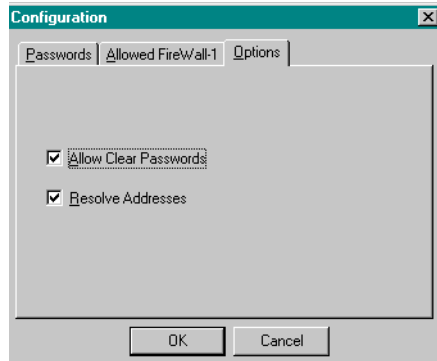 Configuration
Passwords Allowed FireWall-1 Options
Allow Clear Passwords
Resolve Addresses
OK Cancel